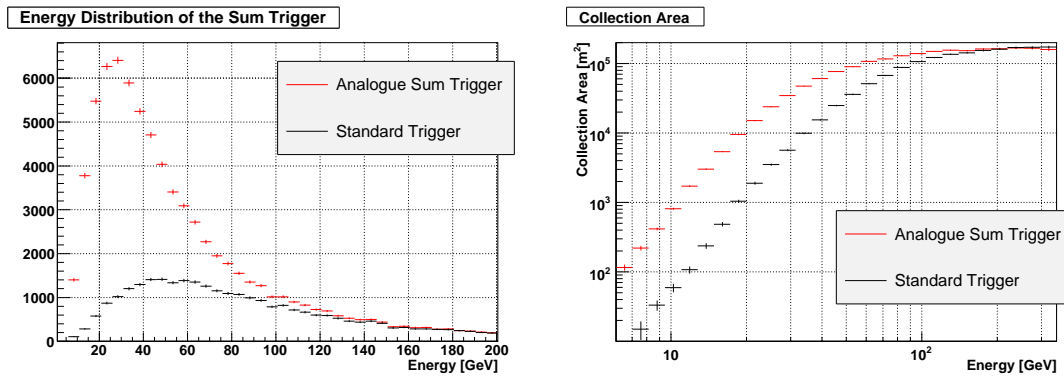 Energy Distribution of the Sum Trigger
6000
5000
4000
3000
2000
1000
0
20 40 60 80 100 120 140 160 180 200
Energy [GeV]
Analogue Sum Trigger
Standard Trigger
Collection Area
Collection Area [m²]
10⁵
10⁴
10³
10²
10 10²
Energy [GeV]
Analogue Sum Trigger
Standard Trigger